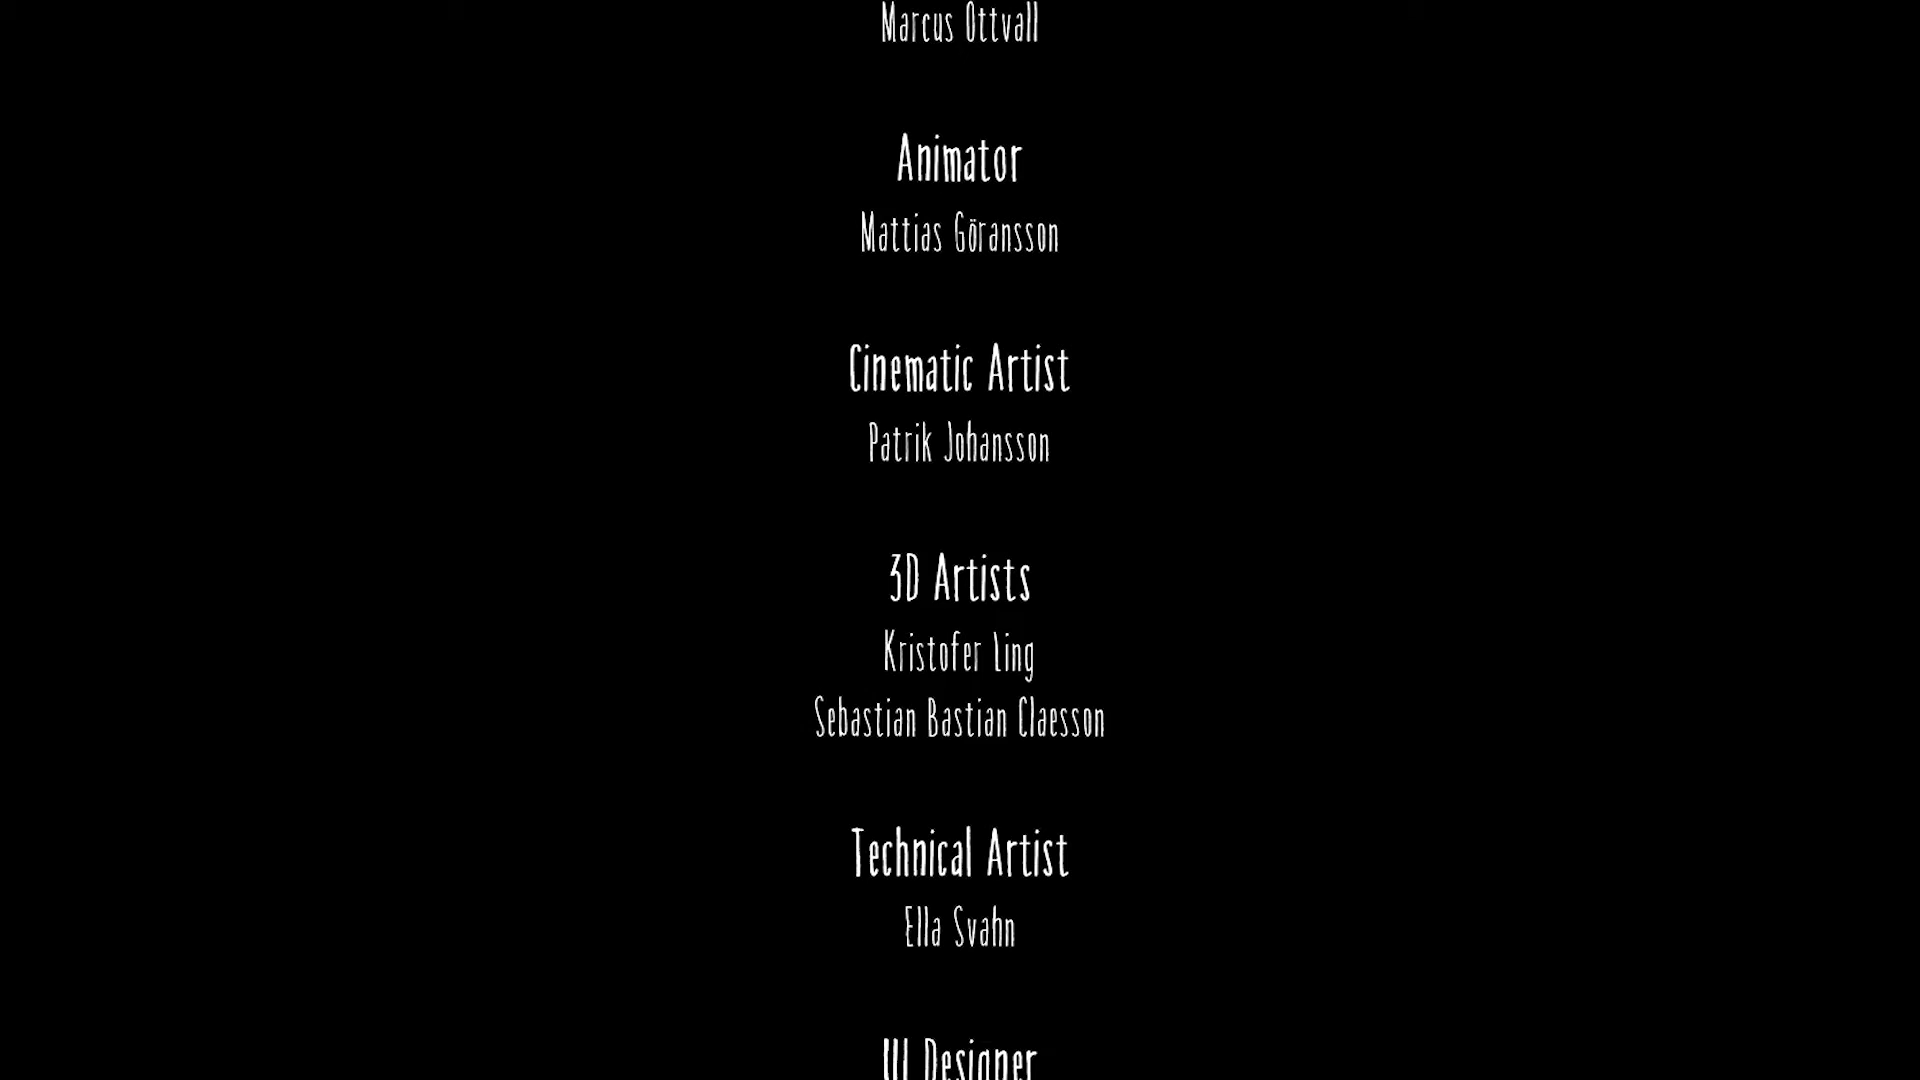 Marcus Ottvall
Animator
Mattias Göransson
Cinematic Artist
Patrik Johansson
3D Artists
Kristofer Ling
Sebastian Bastian Claesson
Technical Artist
Ella Svahn
UI Designer